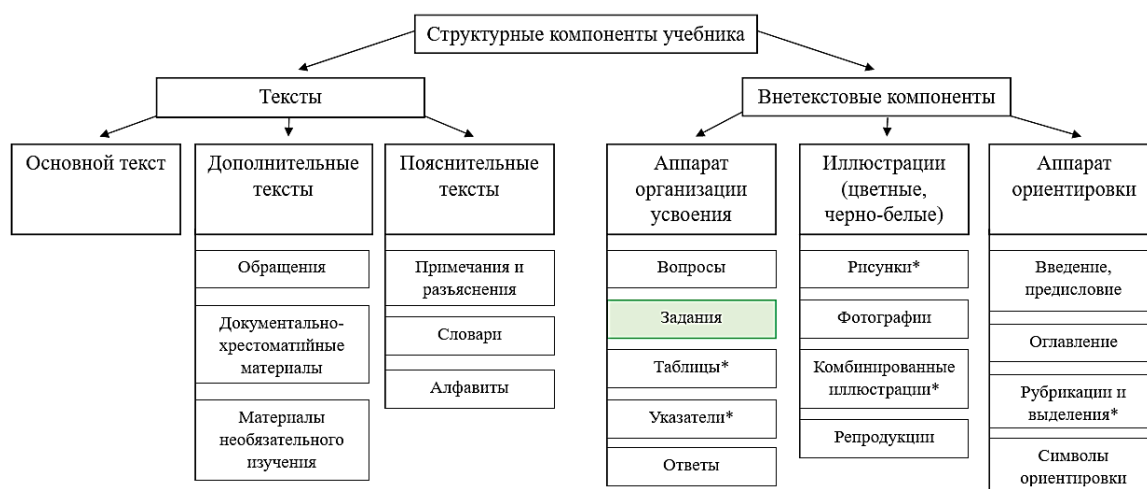 Структурные компоненты учебника
Тексты
Внетекстовые компоненты
Основной текст
Дополнительные
тексты
Пояснительные
тексты
Аппарат
организации
усвоения
Иллюстрации
(цветные,
черно-белые)
Аппарат
ориентировки
Обращения
Документально-
хрестоматийные
материалы
Материалы
необязательного
изучения
Примечания и
разъяснения
Словари
Алфавиты
Вопросы
Задания
Таблицы*
Указатели*
Ответы
Рисунки*
Фотографии
Комбинированные
иллюстрации*
Репродукции
Введение,
предисловие
Оглавление
Рубрикации и
выделения*
Символы
ориентировки